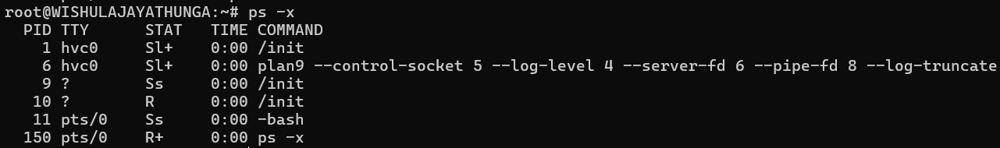 root@WISHULAJAYATHUNGA:~# ps -x
PID TTY STAT TIME COMMAND
1 hvc0 Sl+ 0:00 /init
6 hvc0 Sl+ 0:00 plan9 --control-socket 5 --log-level 4 --server-fd 6 --pipe-fd 8 --log-truncate
9 ? Ss 0:00 /init
10 ? R 0:00 /init
11 pts/0 Ss 0:00 -bash
150 pts/0 R+ 0:00 ps -x